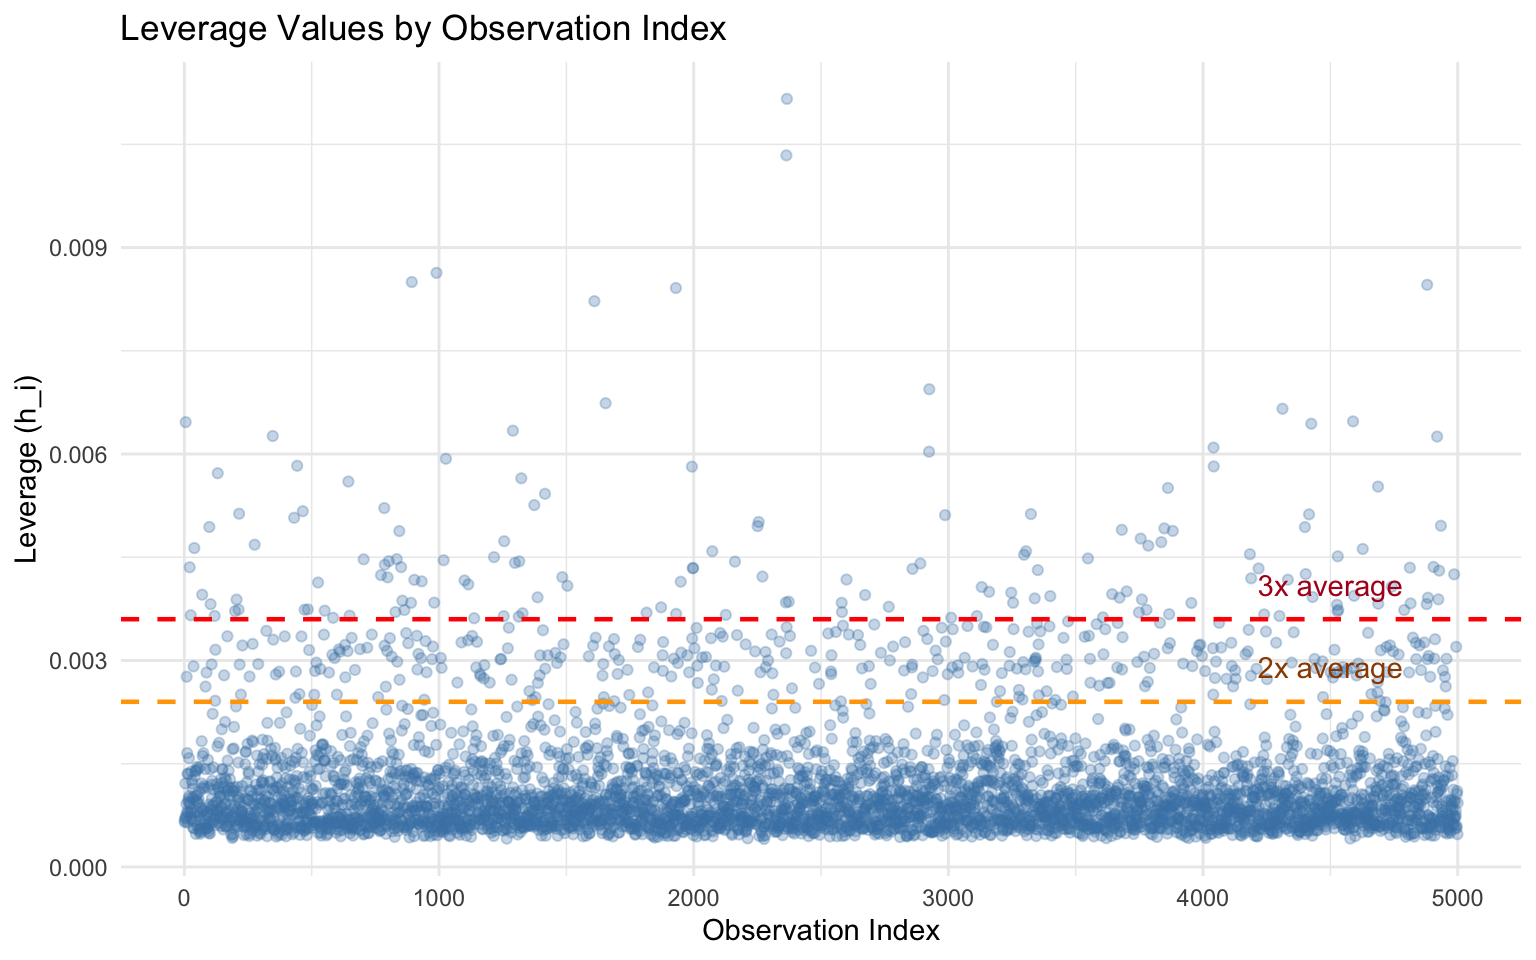 Leverage Values by Observation Index
Leverage (h_i)
0.009
0.006
0.003
0.000
3x average
2x average
0 1000 2000 3000 4000 5000
Observation Index